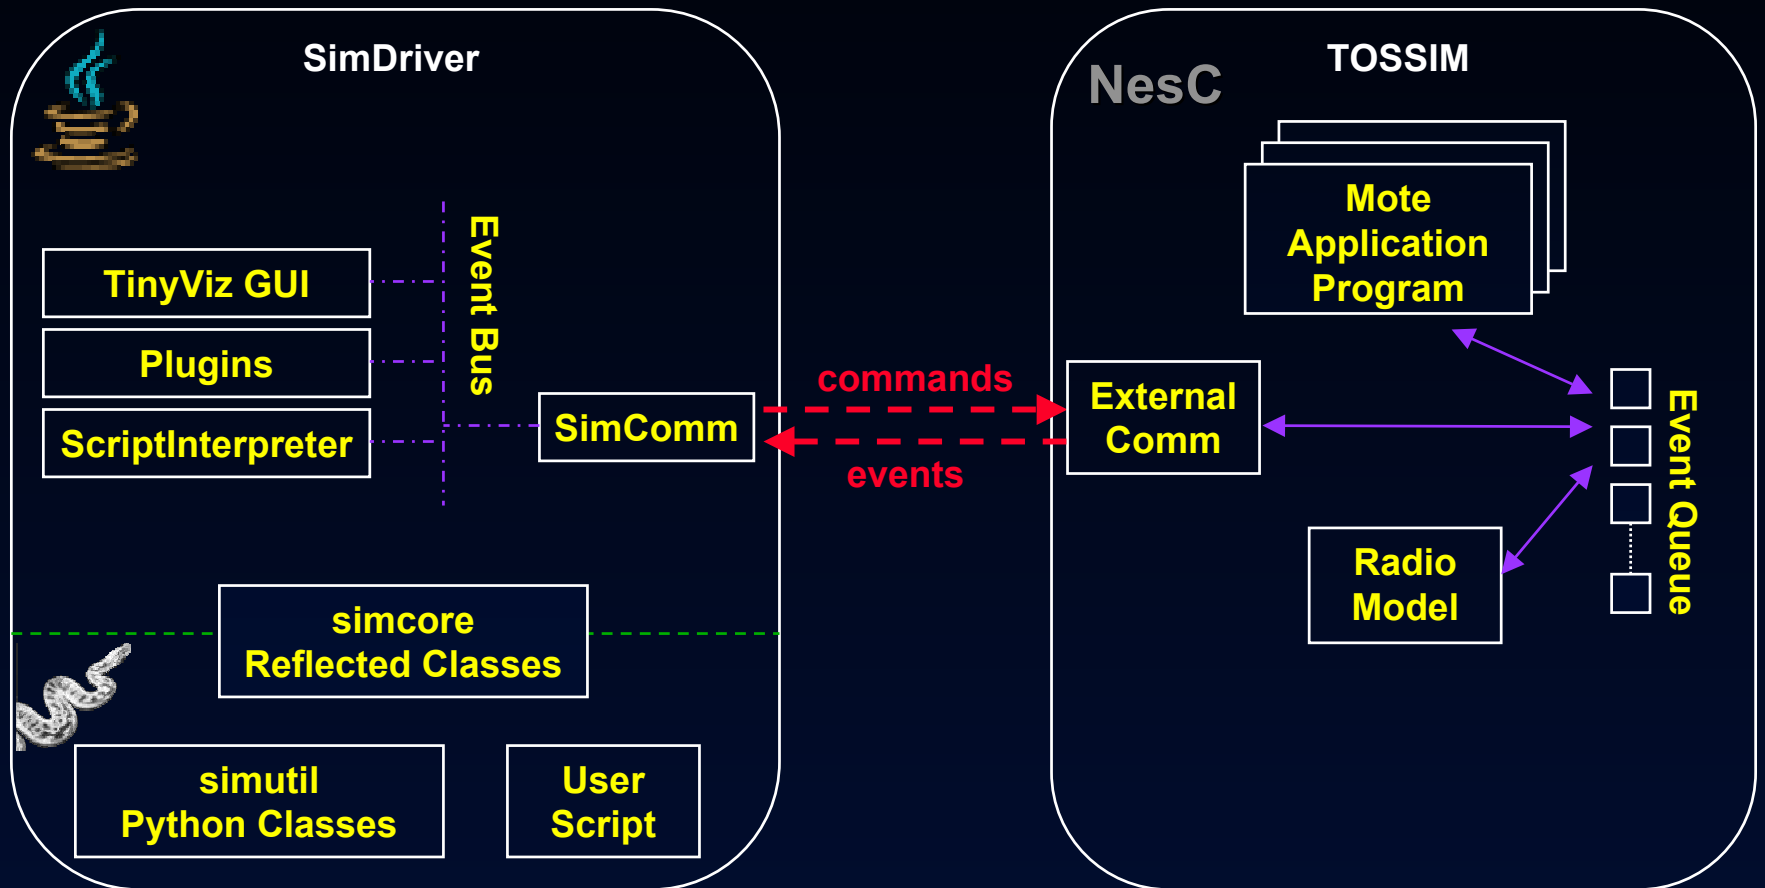 SimDriver
TinyViz GUI
Plugins
ScriptInterpreter
Event Bus
SimComm
simcore
Reflected Classes
simutil
Python Classes
User
Script
commands
events
TOSSIM
NesC
Mote
Application
Program
External
Comm
Radio
Model
Event Queue